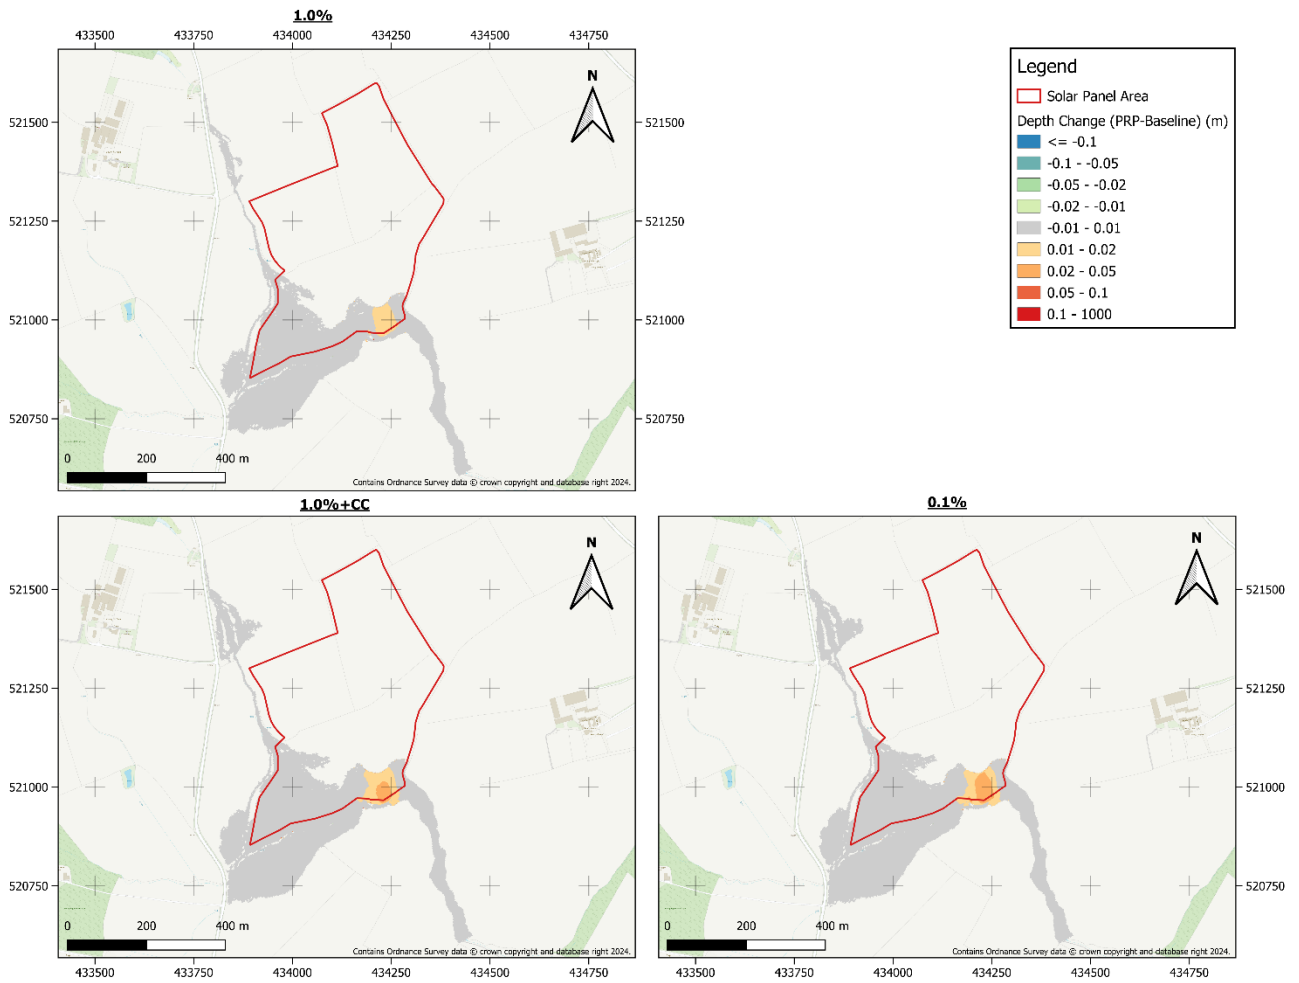 1.0%
433500 433750 434000 434250 434500 434750
N
521500 521500
521250 521250
521000 521000
520750 520750
0 200 400 m
Contains Ordnance Survey data © crown copyright and database right 2024.
Legend
Solar Panel Area
Depth Change (PRP-Baseline) (m)
<= -0.1
-0.1 - -0.05
-0.05 - -0.02
-0.02 - -0.01
-0.01 - 0.01
0.01 - 0.02
0.02 - 0.05
0.05 - 0.1
0.1 - 1000
1.0%+CC
N
521500
521250
521000
520750
0 200 400 m
Contains Ordnance Survey data © crown copyright and database right 2024.
433500 433750 434000 434250 434500 434750
0.1%
N
521500
521250
521000
520750
0 200 400 m
Contains Ordnance Survey data © crown copyright and database right 2024.
433500 433750 434000 434250 434500 434750